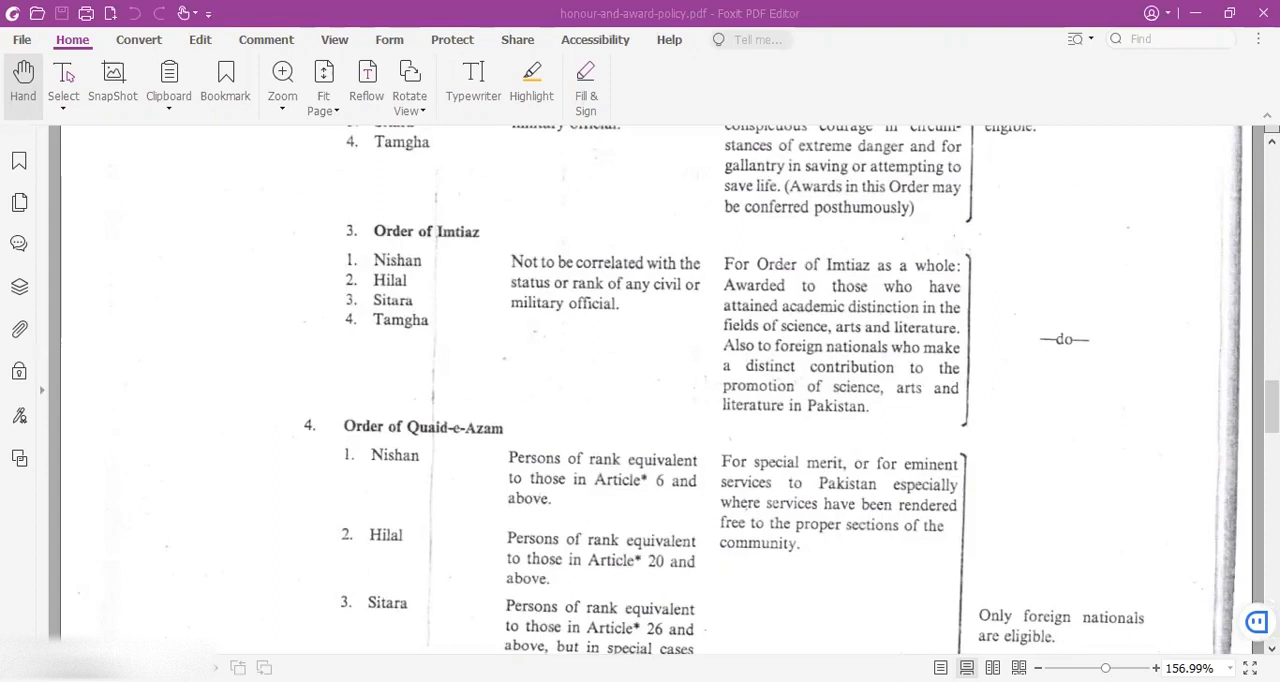 honour-and-award-policy.pdf - Foxit PDF Editor
File Home Convert Edit Comment View Form Protect Share Accessibility Help Tell me... Find
Hand Select SnapShot Clipboard Bookmark Zoom Fit Page Reflow Rotate View Typewriter Highlight Fill & Sign
military official.
conspicuous courage in circum-
eligible.
4. Tamgha
stances of extreme danger and for
gallantry in saving or attempting to
save life. (Awards in this Order may
be conferred posthumously)
3. Order of Imtiaz
1. Nishan
2. Hilal
3. Sitara
4. Tamgha
Not to be correlated with the
status or rank of any civil or
military official.
For Order of Imtiaz as a whole:
Awarded to those who have
attained academic distinction in the
fields of science, arts and literature.
Also to foreign nationals who make
a distinct contribution to the
promotion of science, arts and
literature in Pakistan.
—do—
4. Order of Quaid-e-Azam
1. Nishan
Persons of rank equivalent
to those in Article* 6 and
above.
For special merit, or for eminent
services to Pakistan especially
where services have been rendered
free to the proper sections of the
community.
2. Hilal
Persons of rank equivalent
to those in Article* 20 and
above.
3. Sitara
Persons of rank equivalent
to those in Article* 26 and
above, but in special cases
Only foreign nationals
are eligible.
156.99%